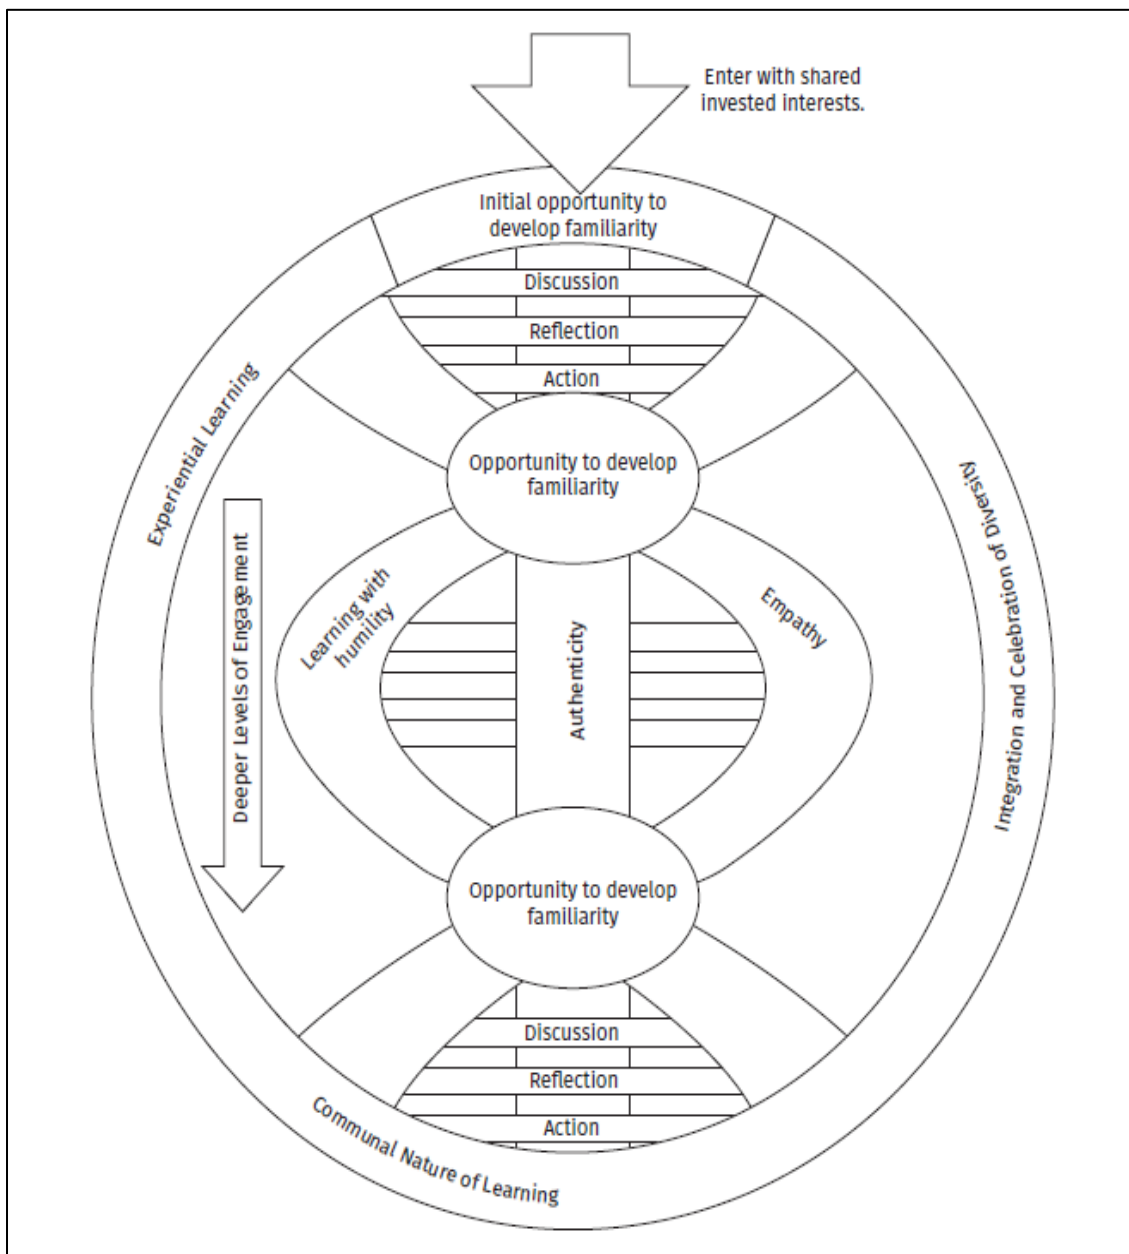 Enter with shared
invested interests.
Initial opportunity to
develop familiarity
Discussion
Reflection
Action
Opportunity to develop
familiarity
Experiential Learning
Integration and Celebration of Diversity
Deeper Levels of Engagement
Learning with
humility
Authenticity
Empathy
Opportunity to develop
familiarity
Discussion
Reflection
Action
Communal Nature of Learning